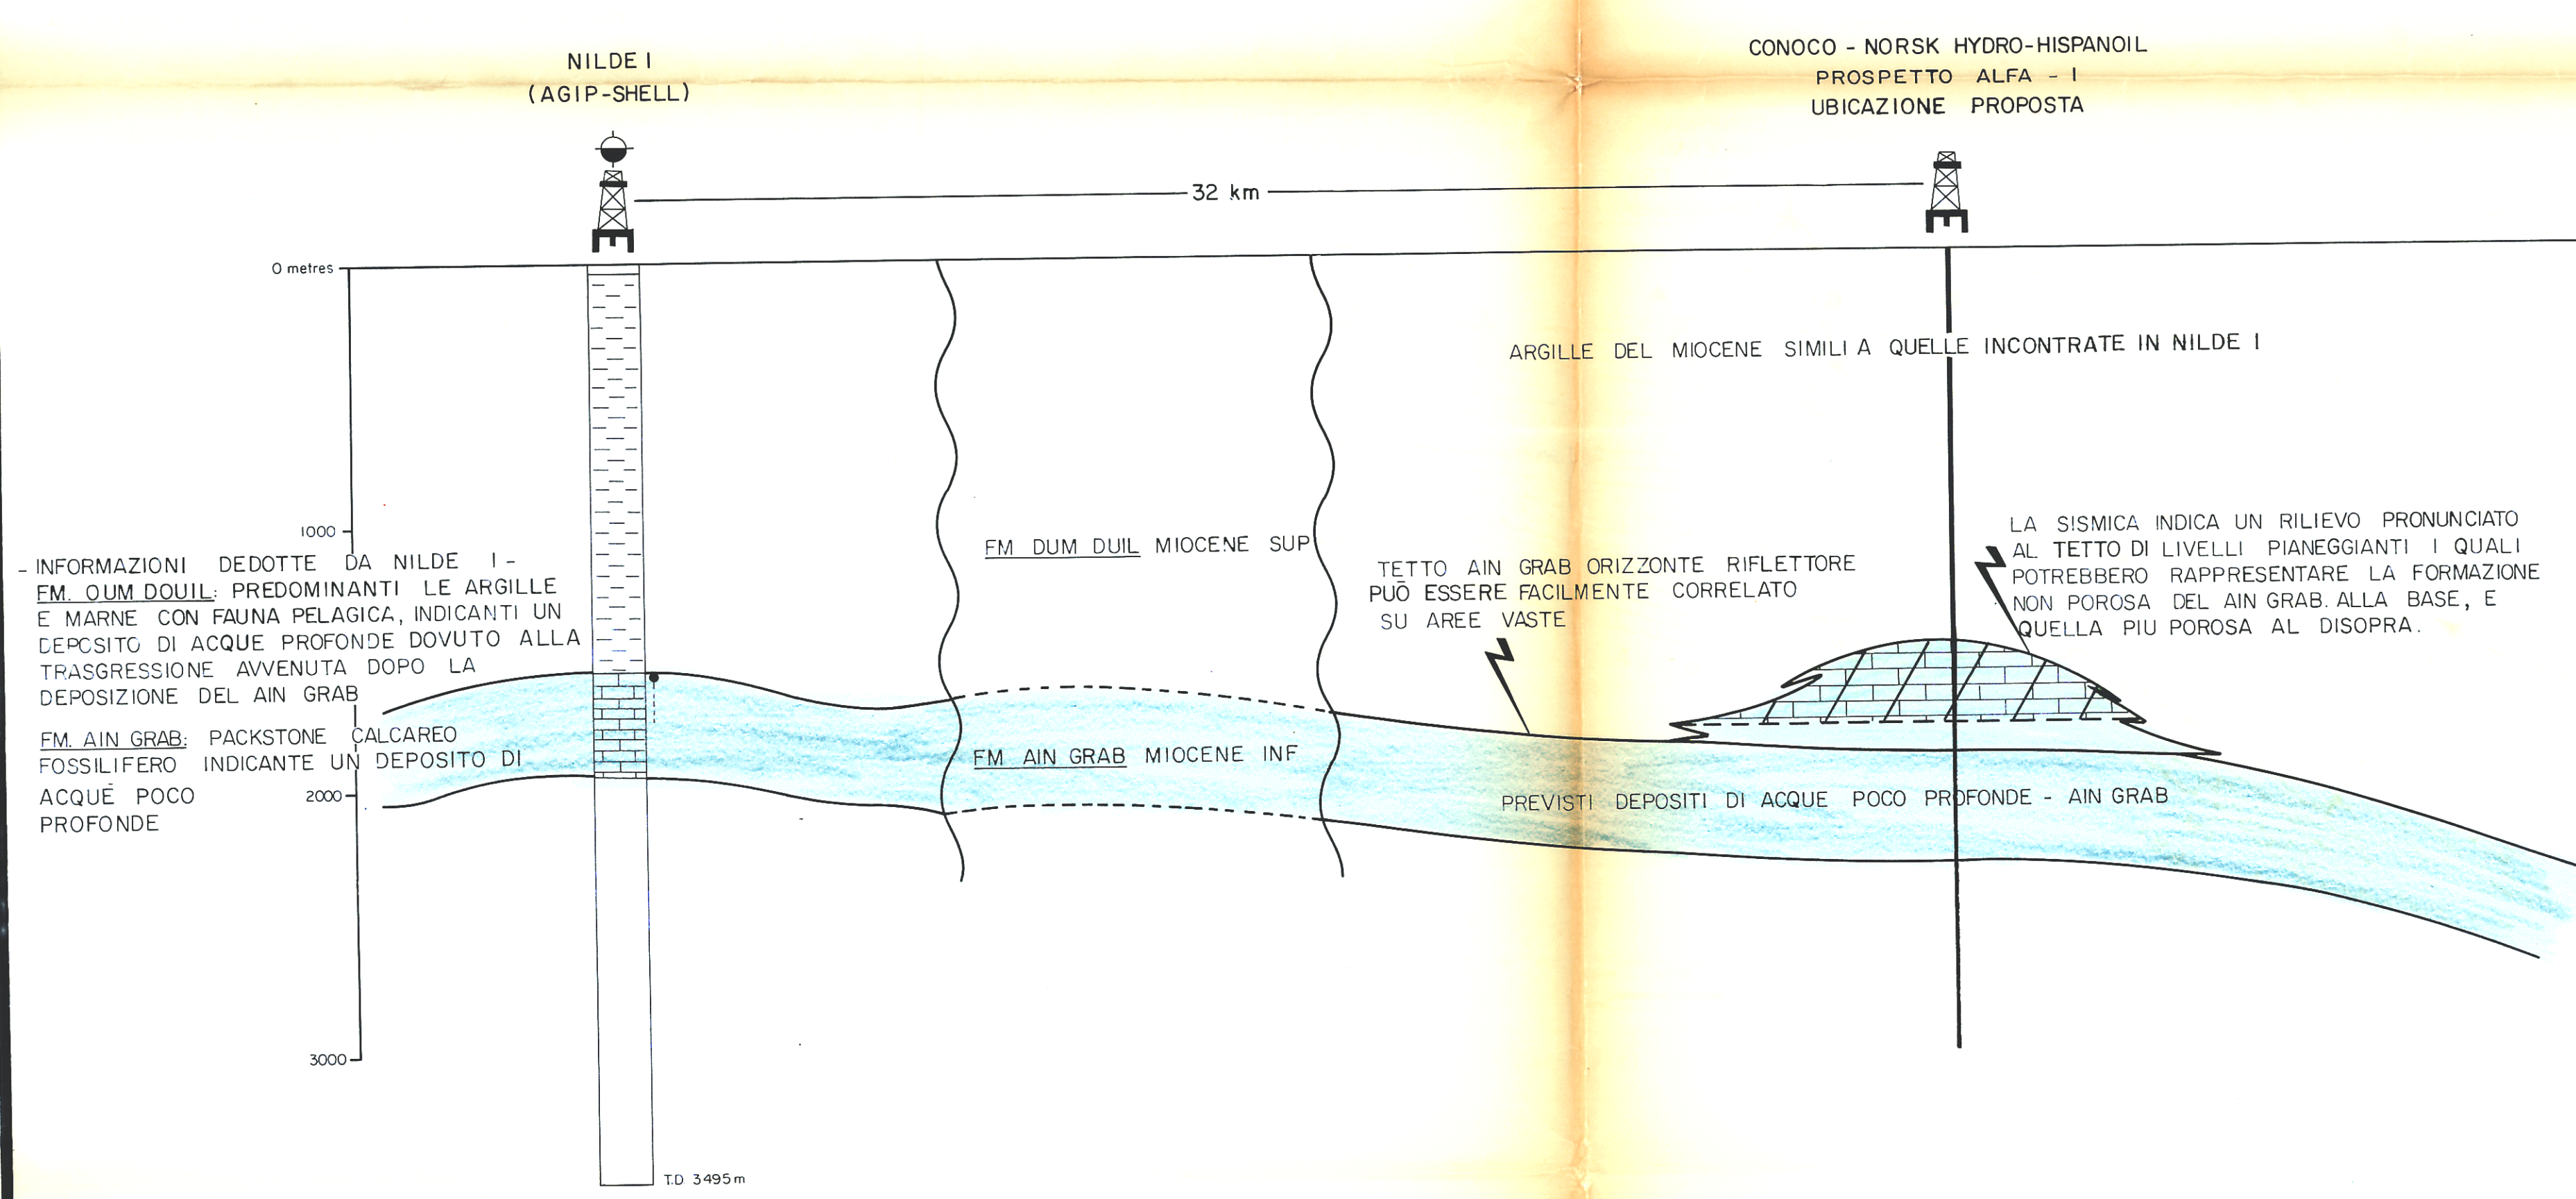 NILDE I
(AGIP-SHELL)
CONOCO - NORSK HYDRO-HISPANOIL
PROSPETTO ALFA - I
UBICAZIONE PROPOSTA
32 km
0 metres
1000
2000
3000
ARGILLE DEL MIOCENE SIMILI A QUELLE INCONTRATE IN NILDE I
- INFORMAZIONI DEDOTTE DA NILDE I -
FM. OUM DOUIL: PREDOMINANTI LE ARGILLE
E MARNE CON FAUNA PELAGICA, INDICANTI UN
DEPOSITO DI ACQUE PROFONDE DOVUTO ALLA
TRASGRESSIONE AVVENUTA DOPO LA
DEPOSIZIONE DEL AIN GRAB
FM. AIN GRAB: PACKSTONE CALCAREO
FOSSILIFERO INDICANTE UN DEPOSITO DI
ACQUE POCO
PROFONDE
FM DUM DUIL MIOCENE SUP
FM AIN GRAB MIOCENE INF
TETTO AIN GRAB ORIZZONTE RIFLETTORE
PUÒ ESSERE FACILMENTE CORRELATO
SU AREE VASTE
LA SISMICA INDICA UN RILIEVO PRONUNCIATO
AL TETTO DI LIVELLI PIANEGGIANTI I QUALI
POTREBBERO RAPPRESENTARE LA FORMAZIONE
NON POROSA DEL AIN GRAB. ALLA BASE, E
QUELLA PIU POROSA AL DISOPRA.
PREVISTI DEPOSITI DI ACQUE POCO PROFONDE - AIN GRAB
T.D 3495m